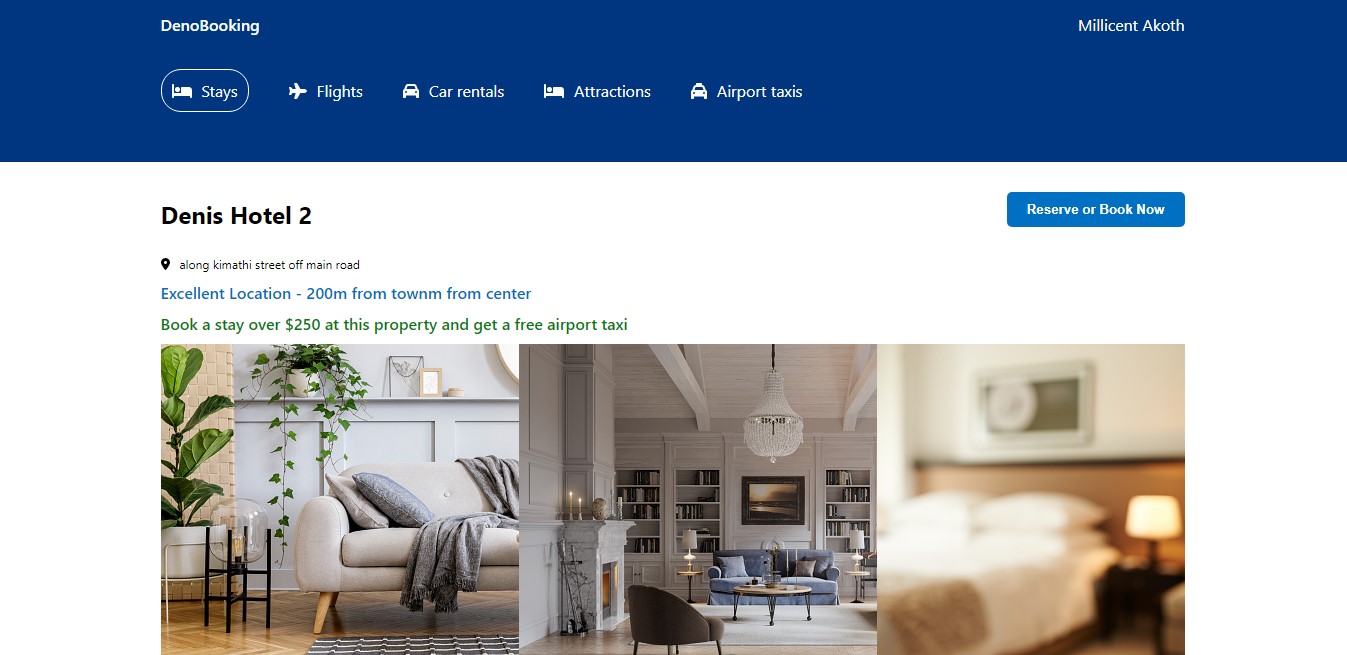 DenoBooking
Millicent Akoth
Stays
Flights
Car rentals
Attractions
Airport taxis
Denis Hotel 2
Reserve or Book Now
along kimathi street off main road
Excellent Location - 200m from townm from center
Book a stay over $250 at this property and get a free airport taxi